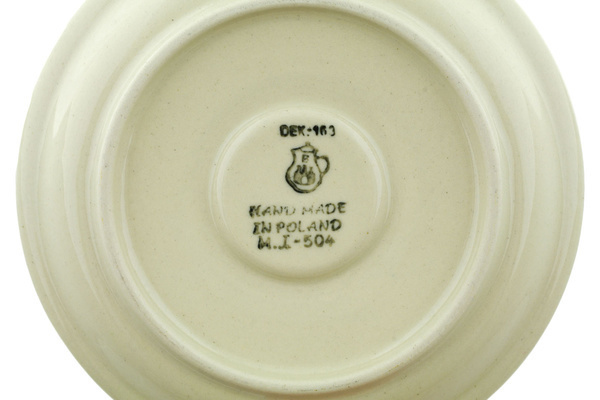 DEK:163
HAND MADE
IN POLAND
M.I-504